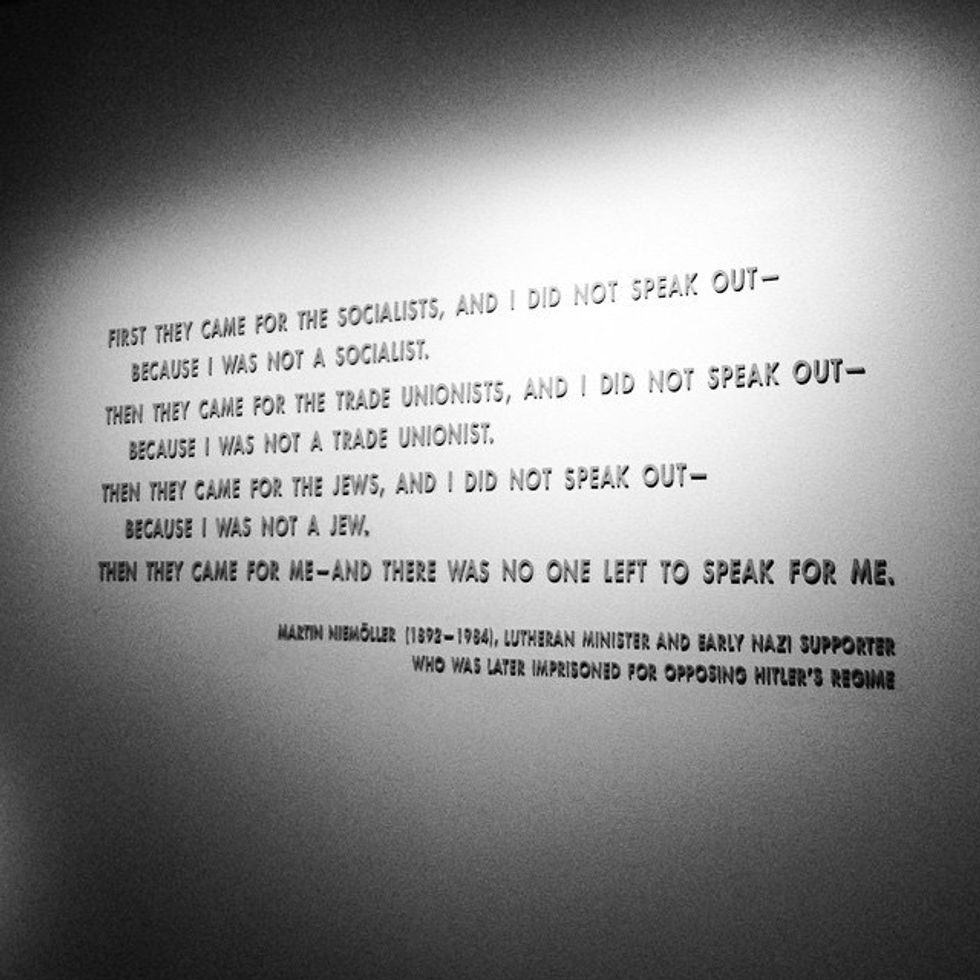 FIRST THEY CAME FOR THE SOCIALISTS, AND I DID NOT SPEAK OUT—
BECAUSE I WAS NOT A SOCIALIST.
THEN THEY CAME FOR THE TRADE UNIONISTS, AND I DID NOT SPEAK OUT—
BECAUSE I WAS NOT A TRADE UNIONIST.
THEN THEY CAME FOR THE JEWS, AND I DID NOT SPEAK OUT—
BECAUSE I WAS NOT A JEW.
THEN THEY CAME FOR ME—AND THERE WAS NO ONE LEFT TO SPEAK FOR ME.
MARTIN NIEMÖLLER (1892–1984), LUTHERAN MINISTER AND EARLY NAZI SUPPORTER
WHO WAS LATER IMPRISONED FOR OPPOSING HITLER'S REGIME